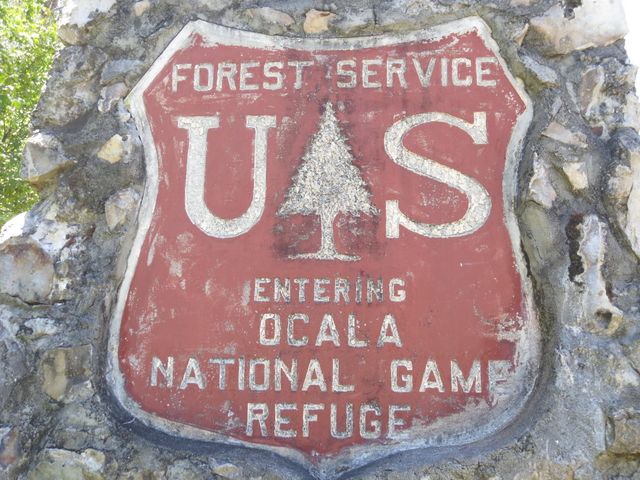 FOREST SERVICE
U S
ENTERING
OCALA
NATIONAL GAME
REFUGE